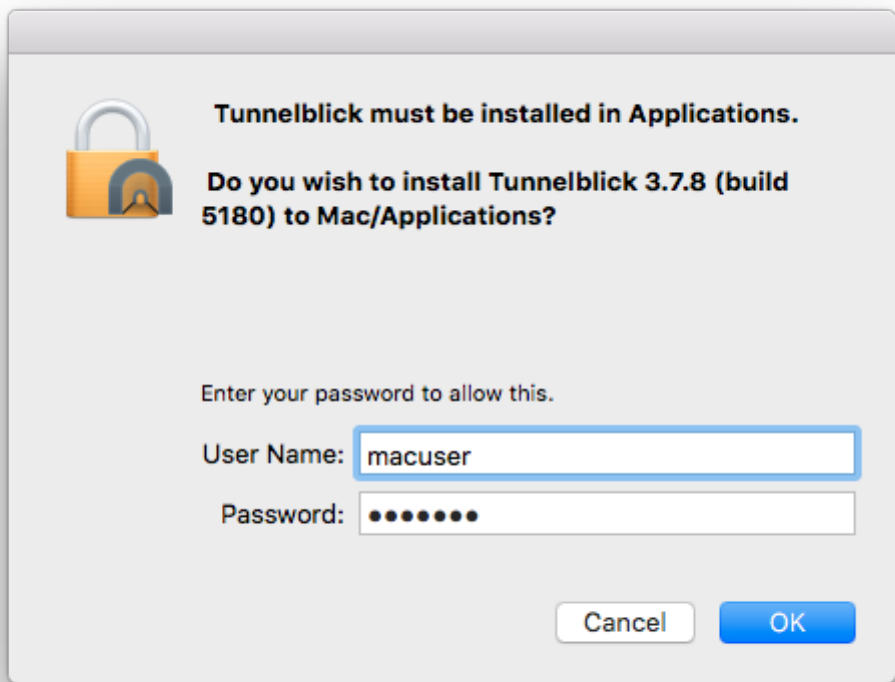 Tunnelblick must be installed in Applications.
Do you wish to install Tunnelblick 3.7.8 (build
5180) to Mac/Applications?
Enter your password to allow this.
User Name: macuser
Password: •••••••
Cancel OK